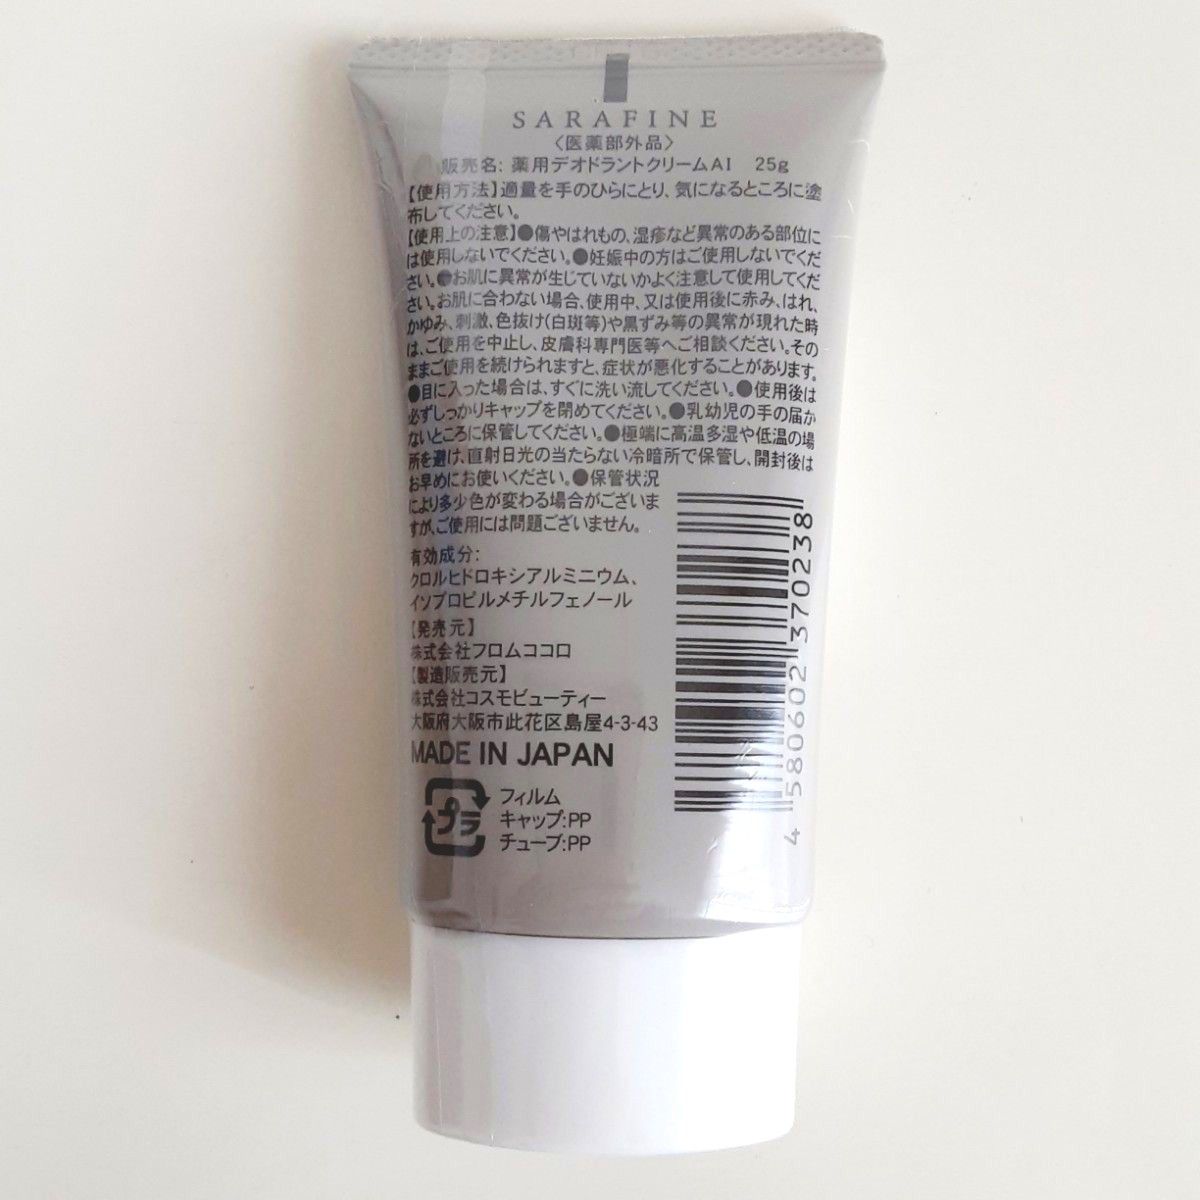 SARAFINE
〈医薬部外品〉
販売名: 薬用デオドラントクリームAI 25g
【使用方法】適量を手のひらにとり、気になるところに塗
布してください。
【使用上の注意】●傷やはれもの、湿疹など異常のある部位に
は使用しないでください。●妊娠中の方はご使用しないでくだ
さい。●お肌に異常が生じていないかよく注意して使用してくだ
さい。お肌に合わない場合、使用中、又は使用後に赤み、はれ、
かゆみ、刺激、色抜け(白斑等)や黒ずみ等の異常が現れた時
は、ご使用を中止し、皮膚科専門医等へご相談ください。その
ままご使用を続けられますと、症状が悪化することがあります。
●目に入った場合は、すぐに洗い流してください。●使用後は
必ずしっかりキャップを閉めてください。●乳幼児の手の届か
ないところに保管してください。●極端に高温多湿や低温の場
所を避け、直射日光の当たらない冷暗所で保管し、開封後は
お早めにお使いください。●保管状況
により多少色が変わる場合がございま
すが、ご使用には問題ございません。
有効成分:
クロルヒドロキシアルミニウム、
イソプロピルメチルフェノール
【発売元】
株式会社フロムココロ
【製造販売元】
株式会社コスモビューティー
大阪府大阪市此花区島屋4-3-43
MADE IN JAPAN
プラ
フィルム
キャップ:PP
チューブ:PP
4 580602 370238